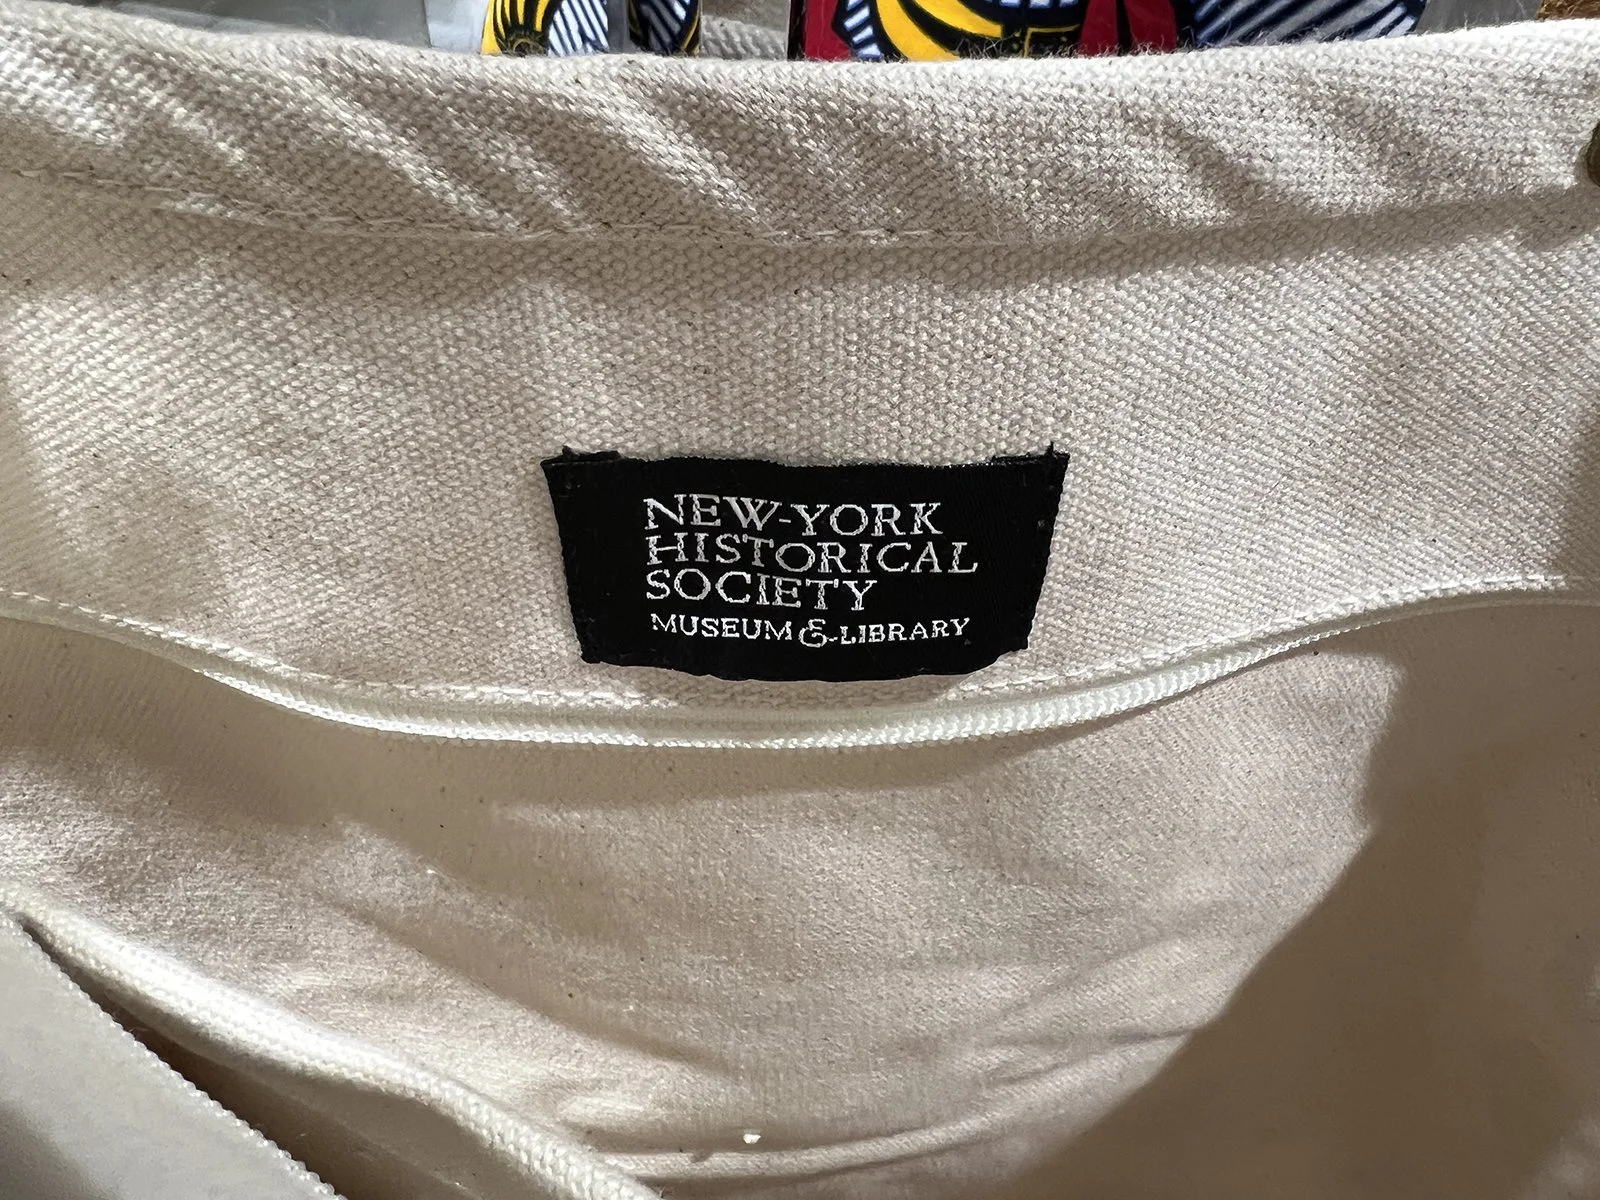 NEW-YORK
HISTORICAL
SOCIETY
MUSEUM & LIBRARY